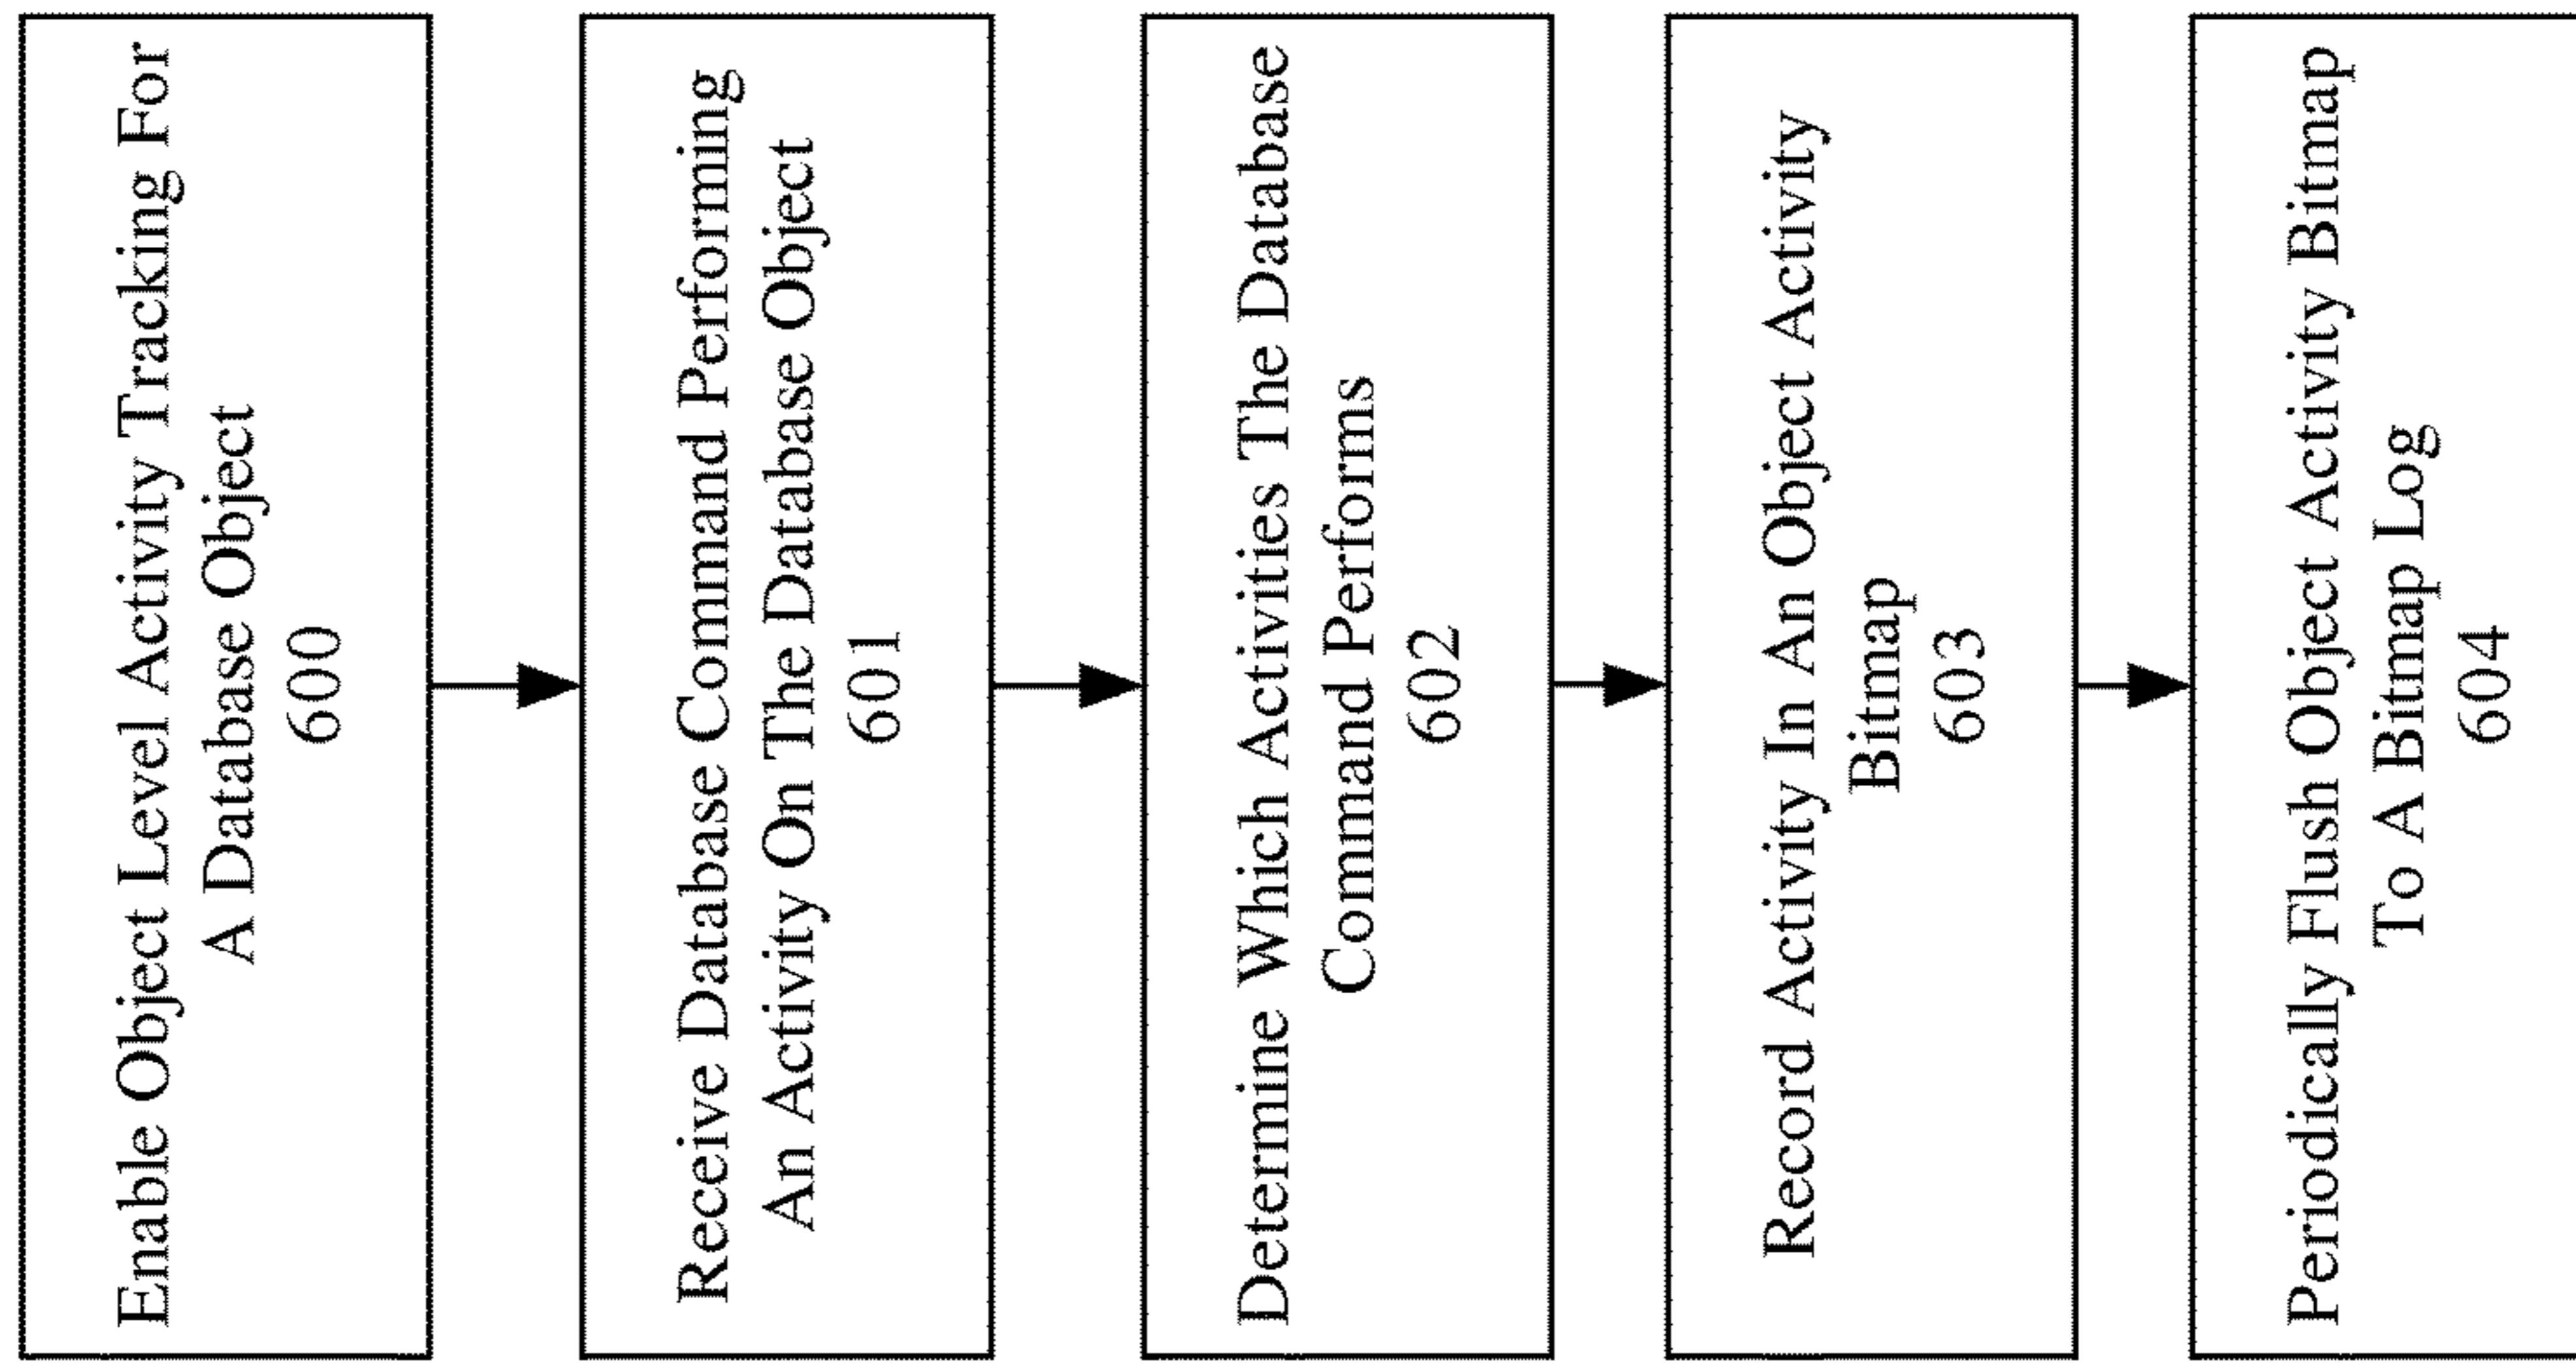 Enable Object Level Activity Tracking For
A Database Object
600
Receive Database Command Performing
An Activity On The Database Object
601
Determine Which Activities The Database
Command Performs
602
Record Activity In An Object Activity
Bitmap
603
Periodically Flush Object Activity Bitmap
To A Bitmap Log
604